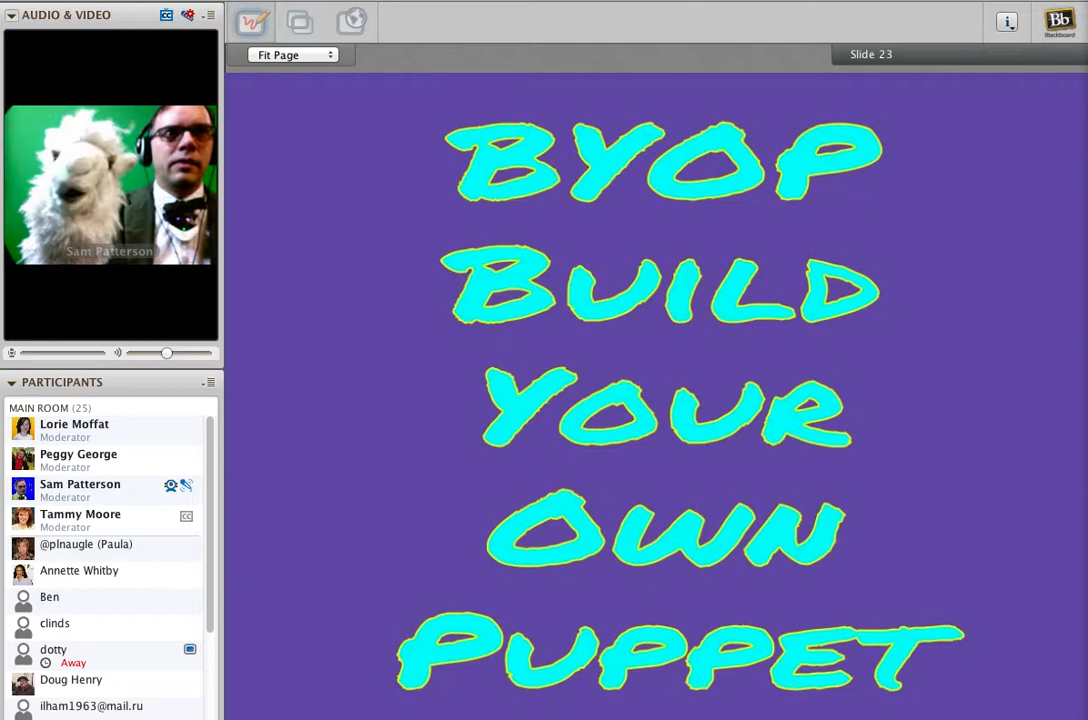 AUDIO & VIDEO
Sam Patterson
PARTICIPANTS
MAIN ROOM (25)
Lorie Moffat
Moderator
Peggy George
Moderator
Sam Patterson
Moderator
Tammy Moore
Moderator
CC
@plnaugle (Paula)
Annette Whitby
Ben
clinds
dotty
Away
Doug Henry
ilham1963@mail.ru
Fit Page
Slide 23
i
Bb
Blackboard
BYOP
BUILD
YOUR
OWN
PUPPET